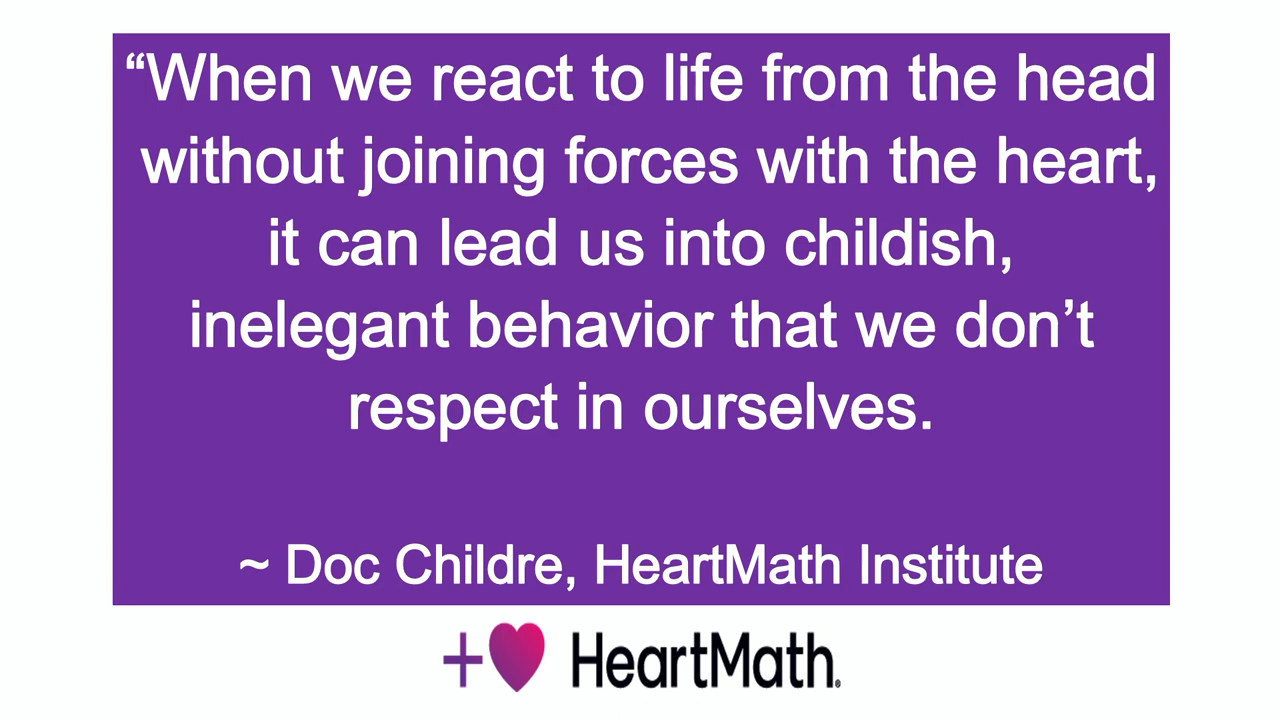 “When we react to life from the head
without joining forces with the heart,
it can lead us into childish,
inelegant behavior that we don’t
respect in ourselves.
~ Doc Childre, HeartMath Institute
HeartMath®